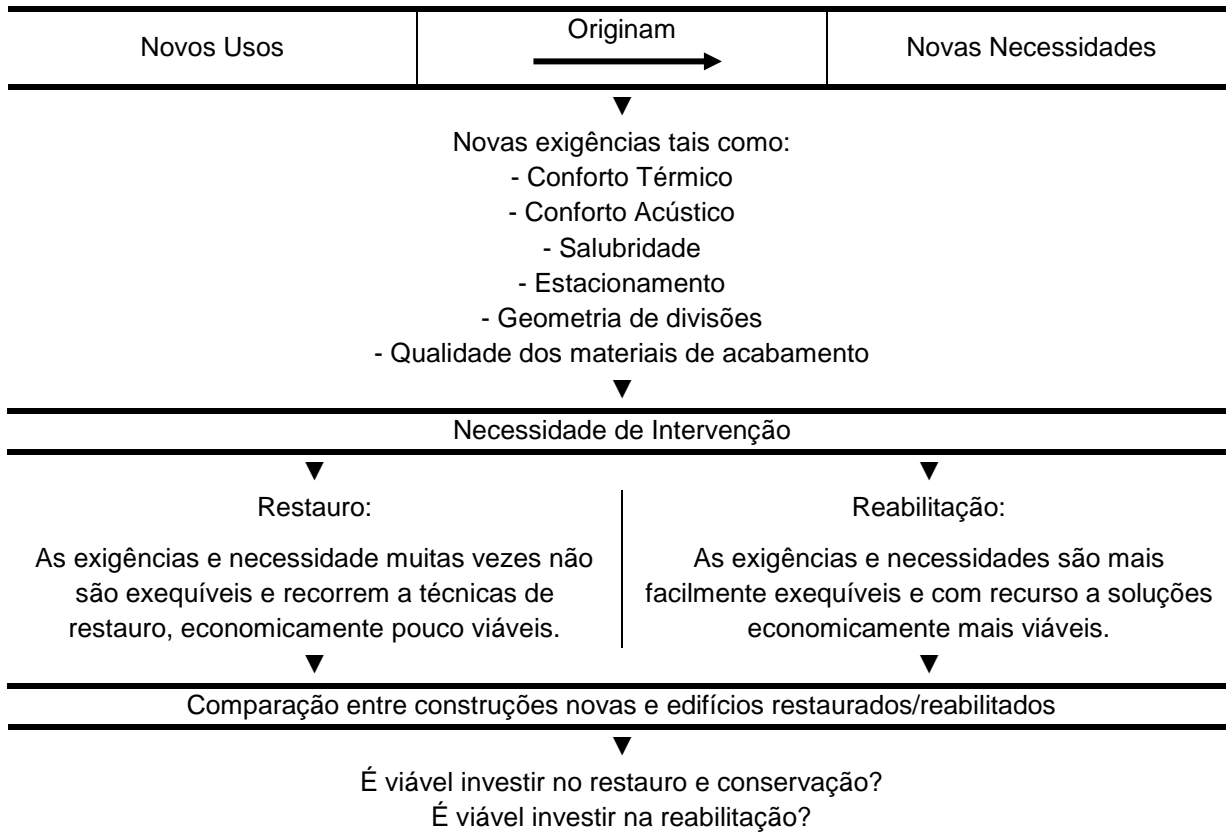 Novos Usos
Originam
Novas Necessidades
Novas exigências tais como:
- Conforto Térmico
- Conforto Acústico
- Salubridade
- Estacionamento
- Geometria de divisões
- Qualidade dos materiais de acabamento
Necessidade de Intervenção
Restauro:
As exigências e necessidade muitas vezes não
são exequíveis e recorrem a técnicas de
restauro, economicamente pouco viáveis.
Reabilitação:
As exigências e necessidades são mais
facilmente exequíveis e com recurso a soluções
economicamente mais viáveis.
Comparação entre construções novas e edifícios restaurados/reabilitados
É viável investir no restauro e conservação?
É viável investir na reabilitação?